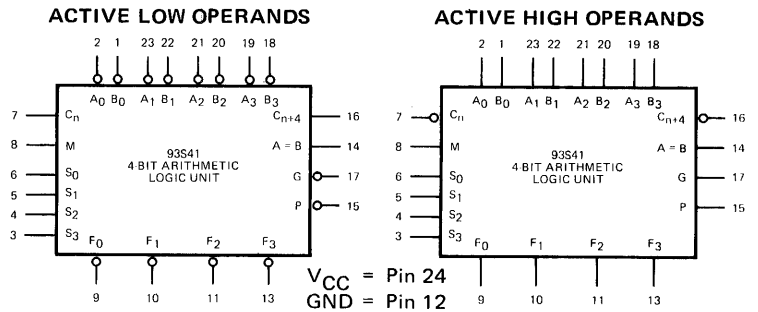 ACTIVE LOW OPERANDS
2 1 23 22 21 20 19 18
A0 B0 A1 B1 A2 B2 A3 B3
7 Cn
Cn+4 16
8 M
A = B 14
93S41
4-BIT ARITHMETIC
LOGIC UNIT
6 S0
G 17
5 S1
4 S2
P 15
3 S3
F0 F1 F2 F3
9 10 11 13
ACTIVE HIGH OPERANDS
2 1 23 22 21 20 19 18
A0 B0 A1 B1 A2 B2 A3 B3
7 Cn
Cn+4 16
8 M
A = B 14
93S41
4-BIT ARITHMETIC
LOGIC UNIT
6 S0
G 17
5 S1
4 S2
P 15
3 S3
F0 F1 F2 F3
9 10 11 13
VCC = Pin 24
GND = Pin 12